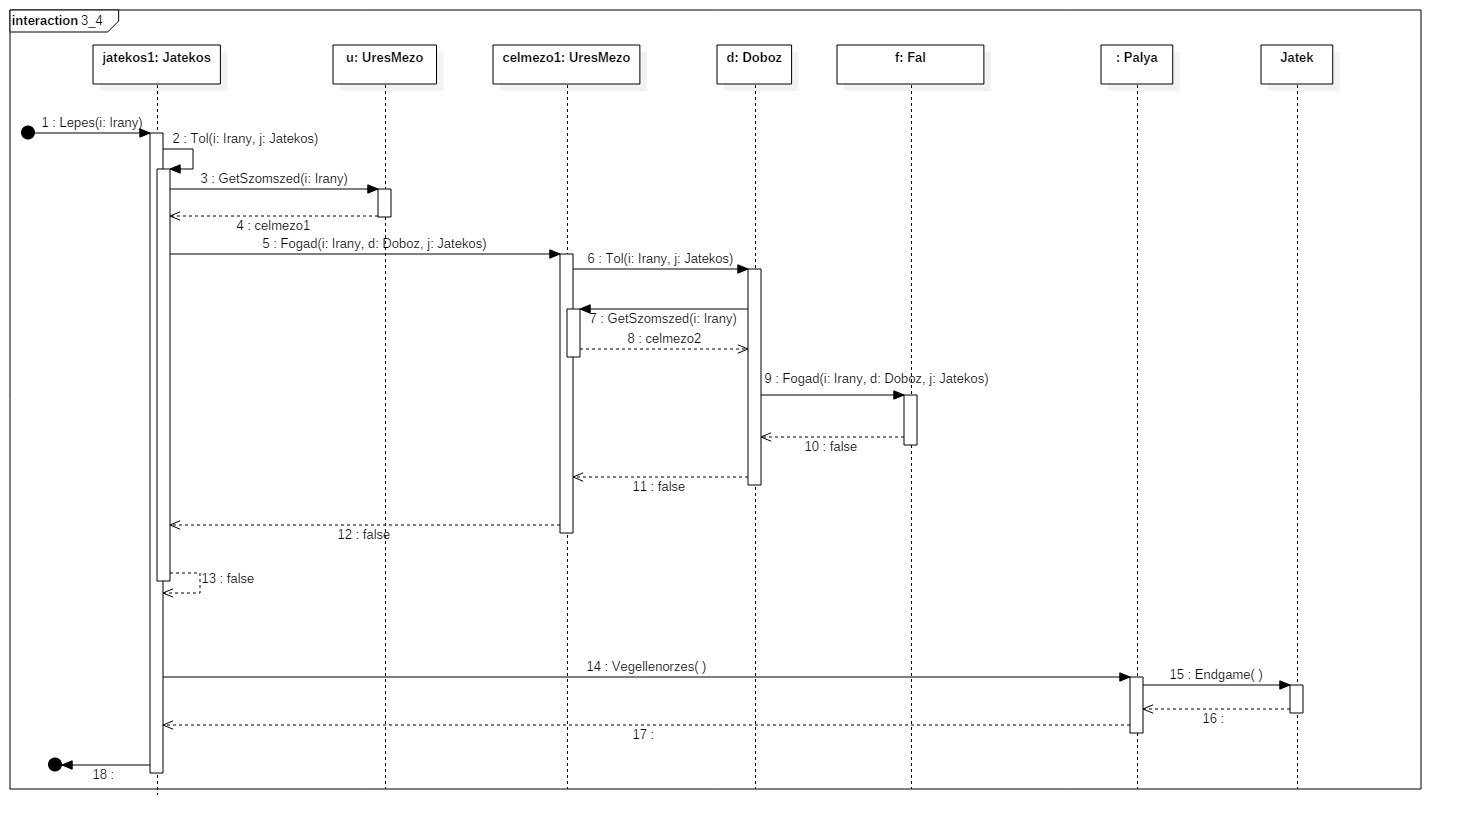 interaction 3_4
jatekos1: Jatekos
u: UresMezo
celmezo1: UresMezo
d: Doboz
f: Fal
: Palya
Jatek
1 : Lepes(i: Irany)
2 : Tol(i: Irany, j: Jatekos)
3 : GetSzomszed(i: Irany)
4 : celmezo1
5 : Fogad(i: Irany, d: Doboz, j: Jatekos)
6 : Tol(i: Irany, j: Jatekos)
7 : GetSzomszed(i: Irany)
8 : celmezo2
9 : Fogad(i: Irany, d: Doboz, j: Jatekos)
10 : false
11 : false
12 : false
13 : false
14 : Vegellenorzes( )
15 : Endgame( )
16 :
17 :
18 :